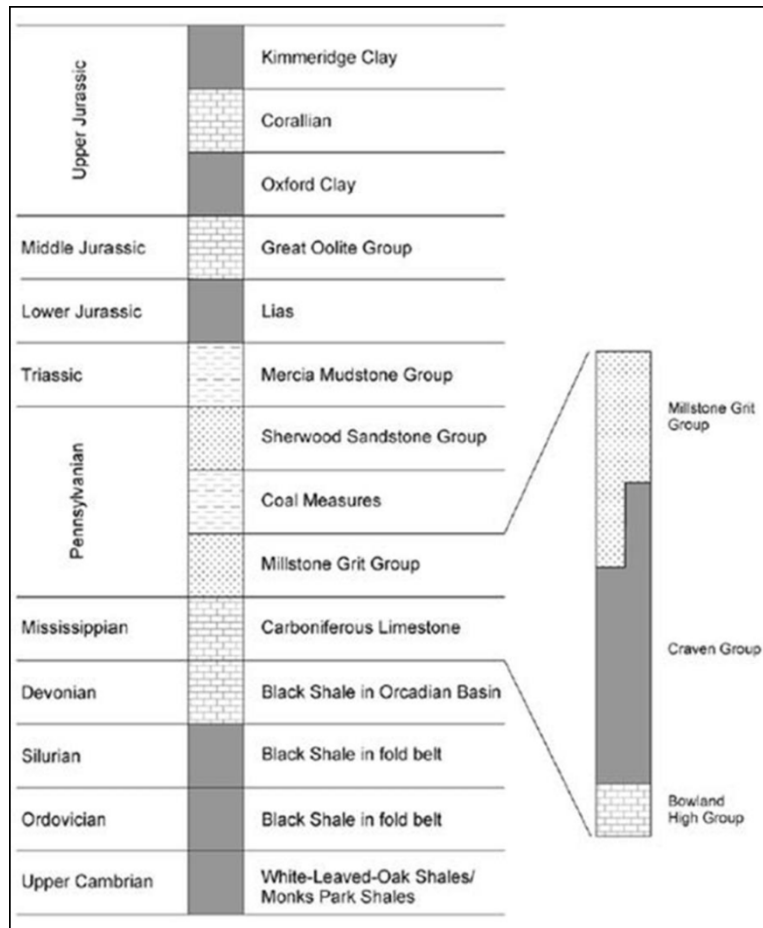 Upper Jurassic
Kimmeridge Clay
Corallian
Oxford Clay
Middle Jurassic
Great Oolite Group
Lower Jurassic
Lias
Triassic
Mercia Mudstone Group
Pennsylvanian
Sherwood Sandstone Group
Coal Measures
Millstone Grit Group
Mississippian
Carboniferous Limestone
Devonian
Black Shale in Orcadian Basin
Silurian
Black Shale in fold belt
Ordovician
Black Shale in fold belt
Upper Cambrian
White-Leaved-Oak Shales/
Monks Park Shales
Millstone Grit
Group
Craven Group
Bowland
High Group